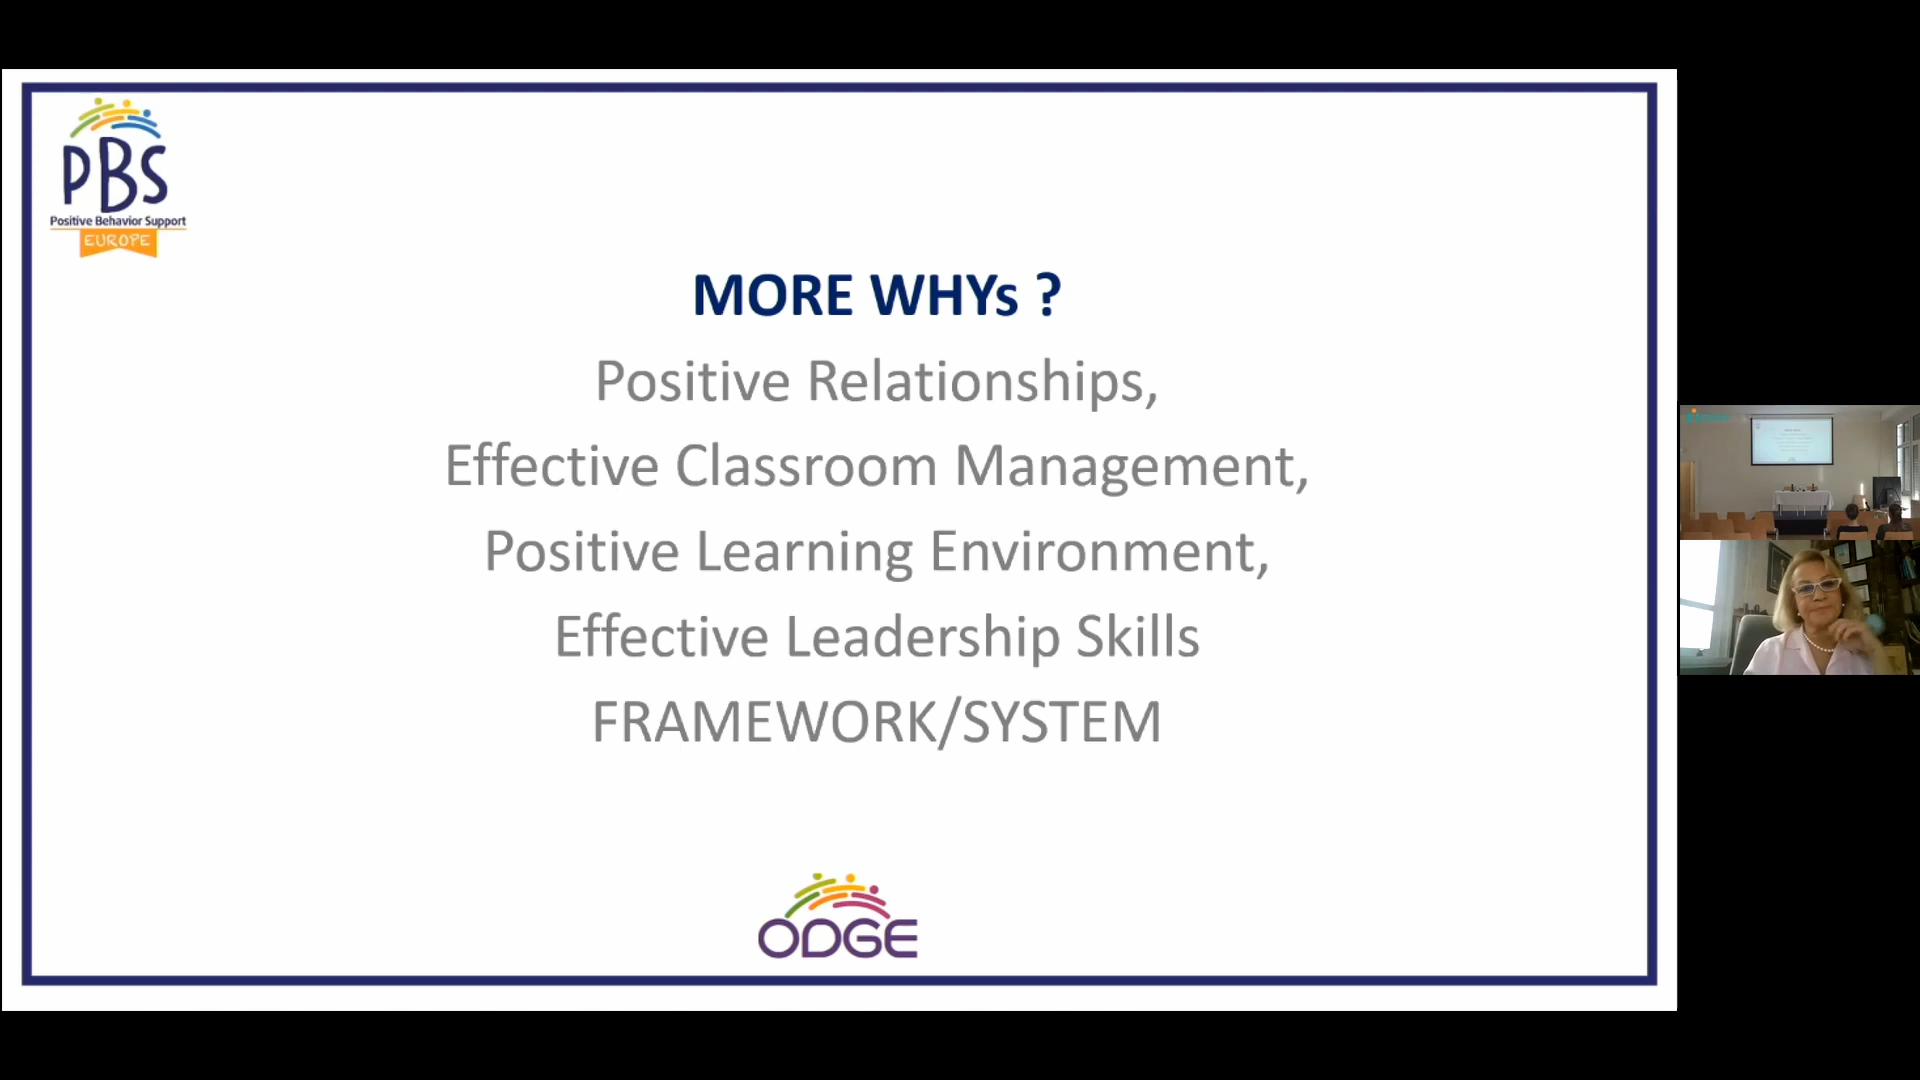 PBS
Positive Behavior Support
EUROPE
MORE WHYs ?
Positive Relationships,
Effective Classroom Management,
Positive Learning Environment,
Effective Leadership Skills
FRAMEWORK/SYSTEM
ODGE